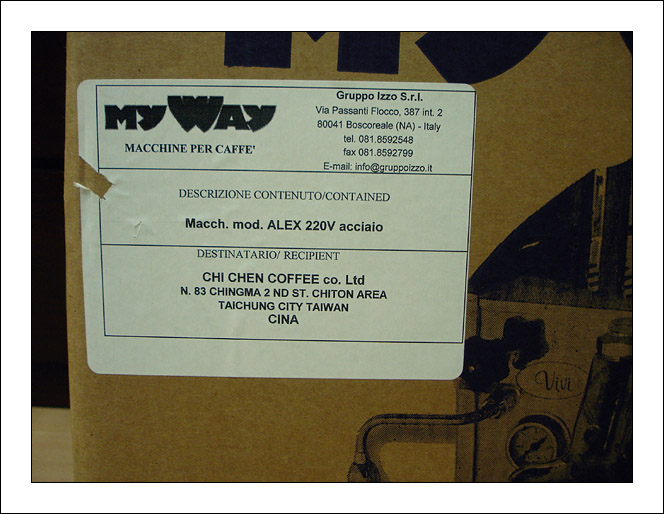 MYWAY
MACCHINE PER CAFFE'
Gruppo Izzo S.r.l.
Via Passanti Flocco, 387 int. 2
80041 Boscoreale (NA) - Italy
tel. 081.8592548
fax 081.8592799
E-mail: info@gruppoizzo.it
DESCRIZIONE CONTENUTO/CONTAINED
Macch. mod. ALEX 220V acciaio
DESTINATARIO/ RECIPIENT
CHI CHEN COFFEE co. Ltd
N. 83 CHINGMA 2 ND ST. CHITON AREA
TAICHUNG CITY TAIWAN
CINA
Vivi